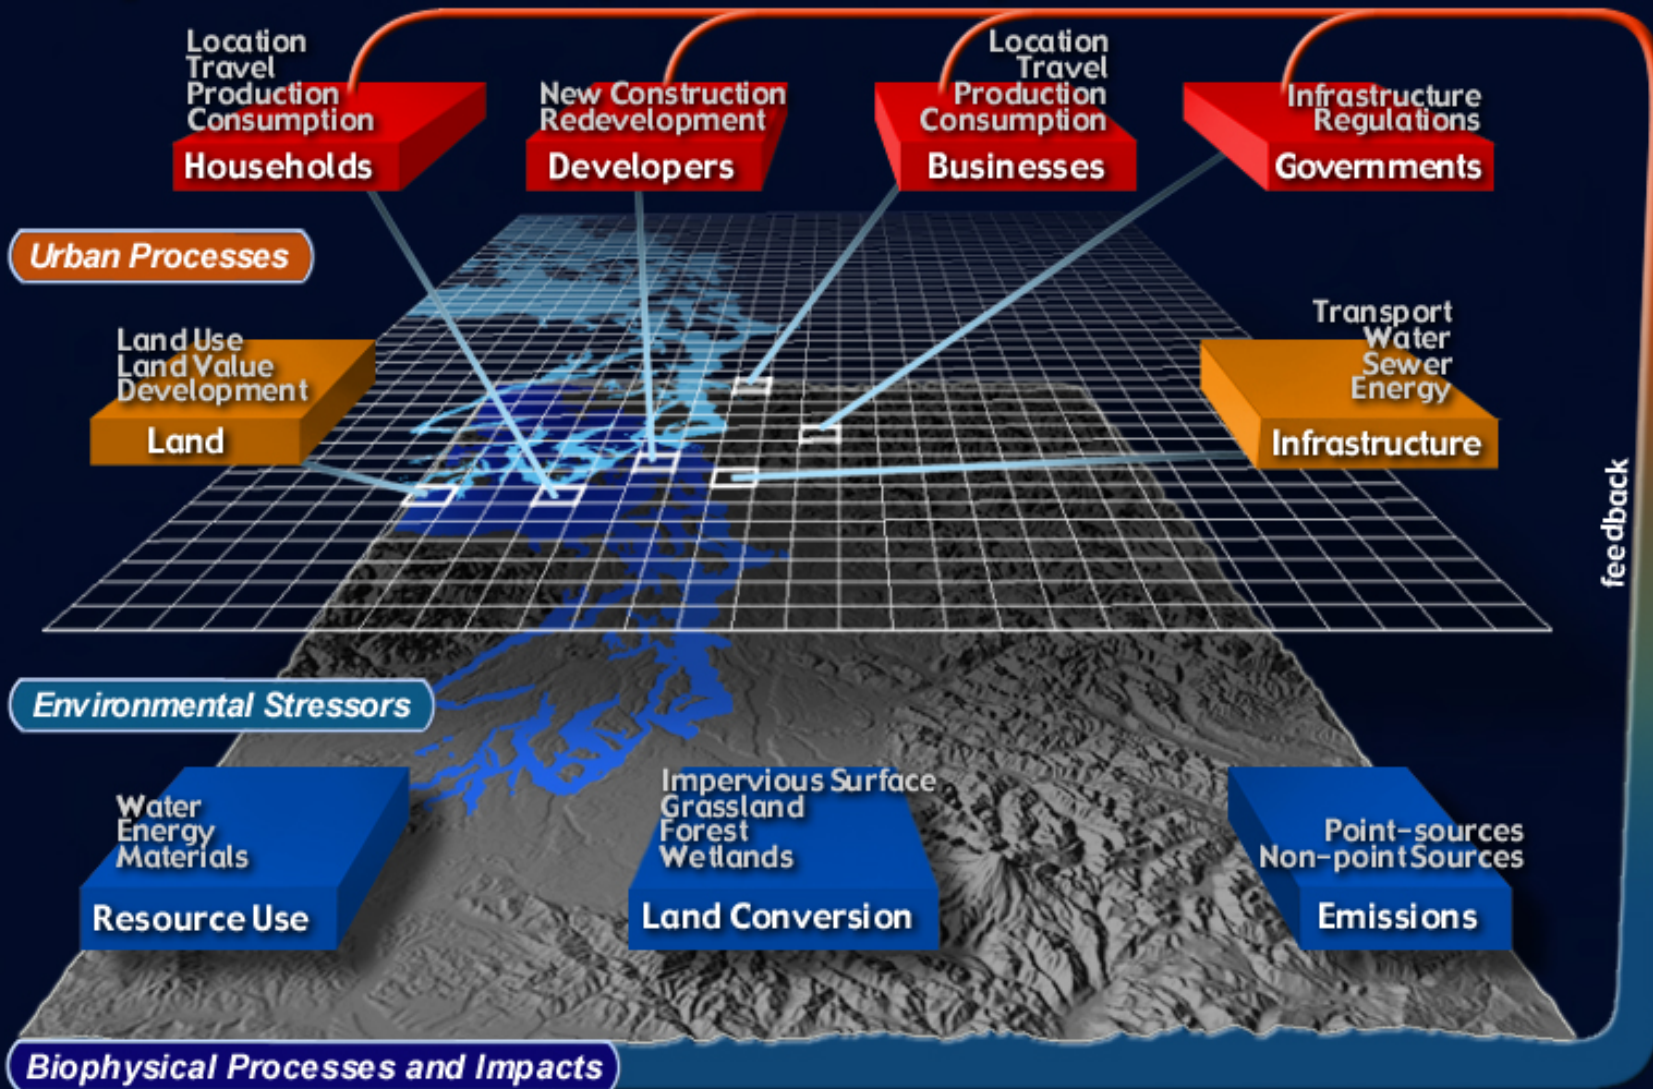 Location
Travel
Production
Consumption
Households
New Construction
Redevelopment
Developers
Location
Travel
Production
Consumption
Businesses
Infrastructure
Regulations
Governments
Urban Processes
Land Use
Land Value
Development
Land
Transport
Water
Sewer
Energy
Infrastructure
feedback
Environmental Stressors
Water
Energy
Materials
Resource Use
Impervious Surface
Grassland
Forest
Wetlands
Land Conversion
Point-sources
Non-point Sources
Emissions
Biophysical Processes and Impacts